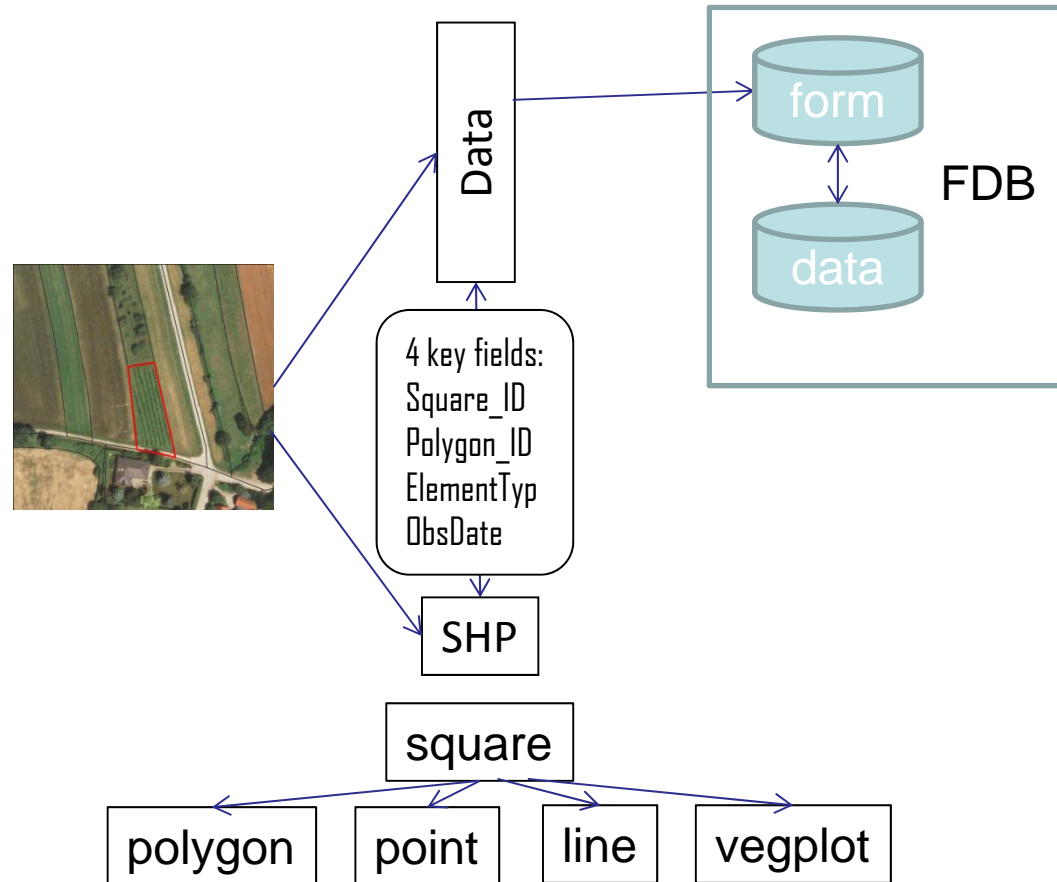 Data
form
FDB
data
4 key fields:
Square_ID
Polygon_ID
ElementTyp
ObsDate
SHP
square
polygon
point
line
vegplot